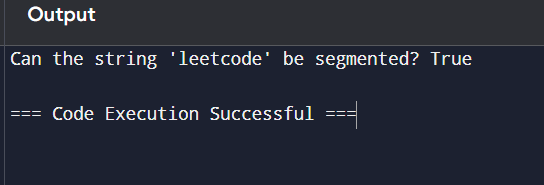 Output
Can the string 'leetcode' be segmented? True
=== Code Execution Successful ===